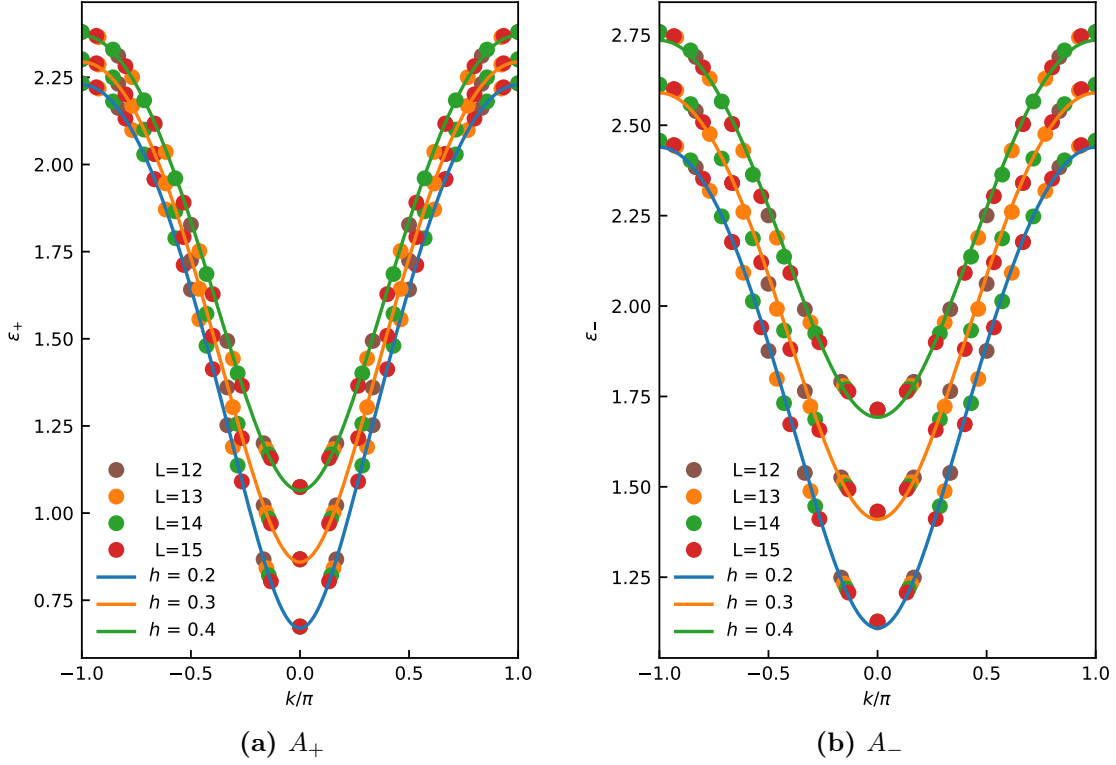 2.25
2.00
1.75
1.50
1.25
1.00
0.75
ε+
L=12
L=13
L=14
L=15
h = 0.2
h = 0.3
h = 0.4
−1.0 −0.5 0.0 0.5 1.0
k/π
(a) A+
2.75
2.50
2.25
2.00
1.75
1.50
1.25
ε−
L=12
L=13
L=14
L=15
h = 0.2
h = 0.3
h = 0.4
−1.0 −0.5 0.0 0.5 1.0
k/π
(b) A−